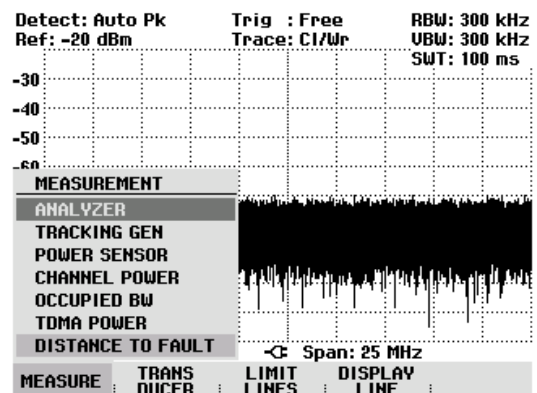 Detect: Auto Pk Trig : Free RBW: 300 kHz
Ref: -20 dBm Trace: Cl/Wr VBW: 300 kHz
SWT: 100 ms
-30
-40
-50
-60
MEASUREMENT
ANALYZER
TRACKING GEN
POWER SENSOR
CHANNEL POWER
OCCUPIED BW
TDMA POWER
DISTANCE TO FAULT
Span: 25 MHz
MEASURE TRANS DUCER LIMIT LINES DISPLAY LINE